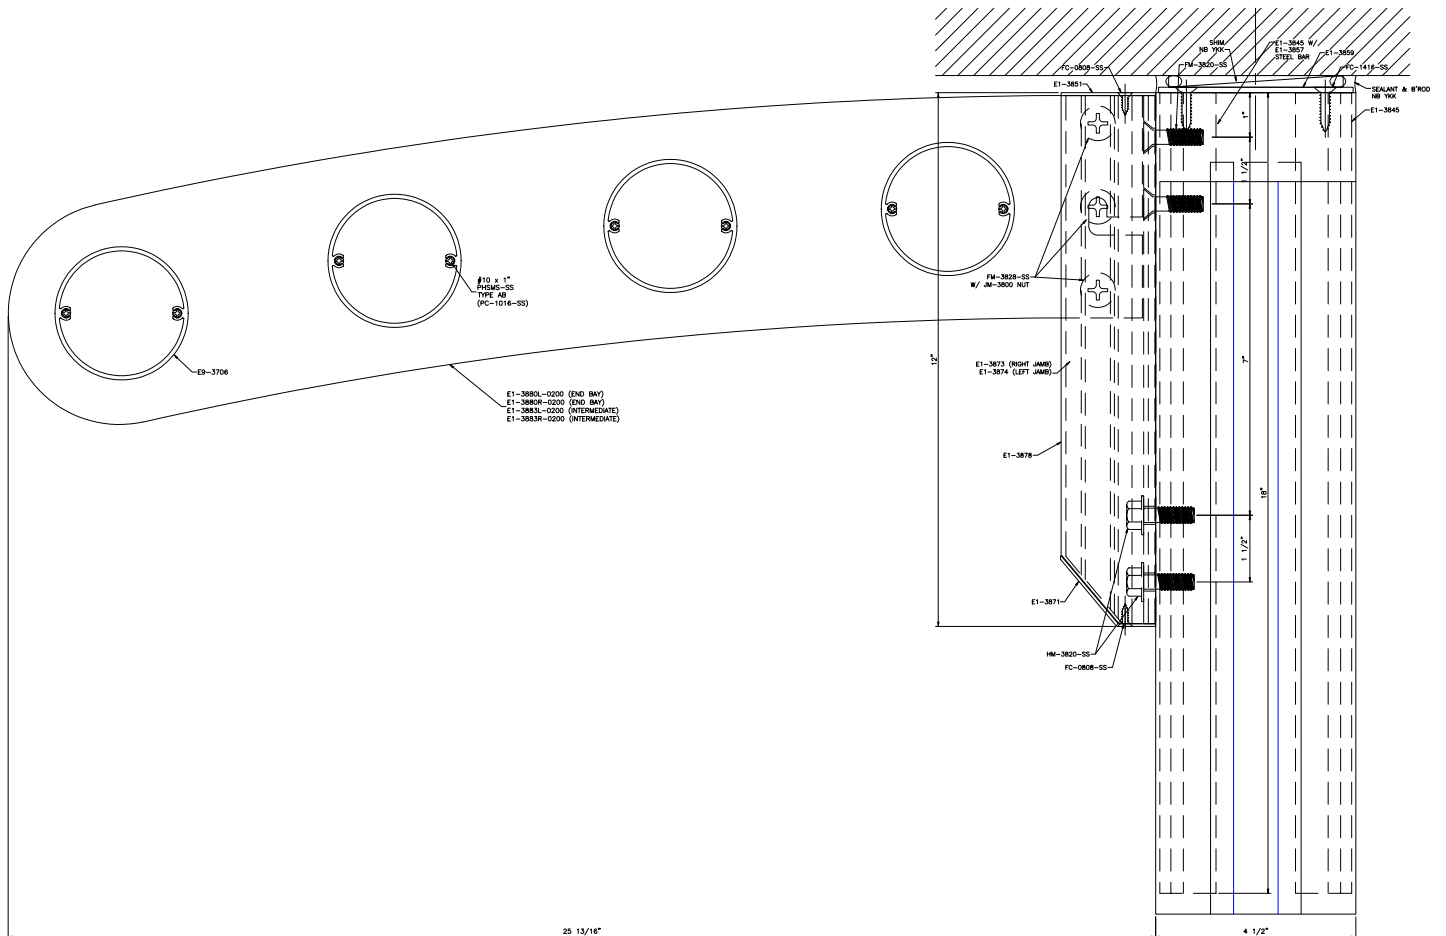 SHIM
NB YKK
E1-3845 W/
E1-3857
STEEL BAR
E1-3859
FM-3820-SS
FC-1416-SS
FC-0808-SS
E1-3851
SEALANT & B'ROD
NB YKK
E1-3845
1"
1 1/2"
#10 x 1"
PHSMS-SS
TYPE AB
(PC-1016-SS)
FM-3828-SS
W/ JM-3800 NUT
E9-3706
12"
E1-3873 (RIGHT JAMB)
E1-3874 (LEFT JAMB)
7"
E1-3880L-0200 (END BAY)
E1-3880R-0200 (END BAY)
E1-3883L-0200 (INTERMEDIATE)
E1-3883R-0200 (INTERMEDIATE)
E1-3878
18"
1 1/2"
E1-3871
HM-3820-SS
FC-0808-SS
25 13/16"
4 1/2"